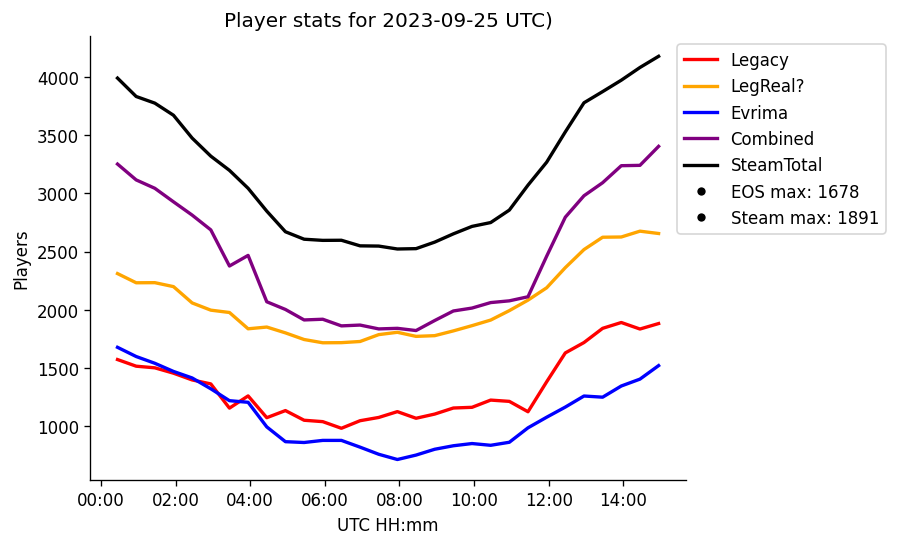 Player stats for 2023-09-25 UTC)
Legacy
LegReal?
Evrima
Combined
SteamTotal
EOS max: 1678
Steam max: 1891
Players
4000
3500
3000
2500
2000
1500
1000
00:00 02:00 04:00 06:00 08:00 10:00 12:00 14:00
UTC HH:mm